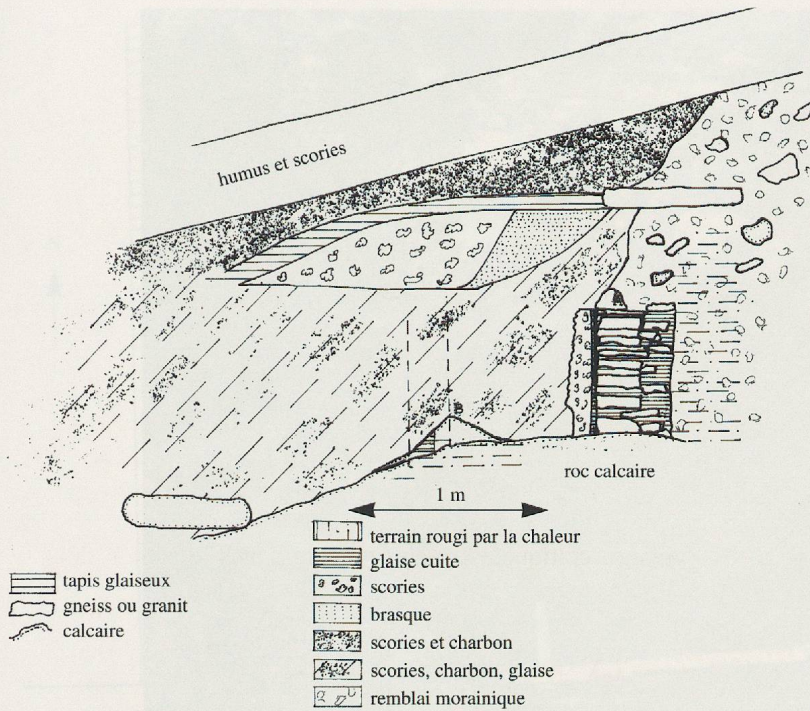 humus et scories
roc calcaire
1 m
terrain rougi par la chaleur
glaise cuite
scories
brasque
scories et charbon
scories, charbon, glaise
remblai morainique
tapis glaiseux
gneiss ou granit
calcaire